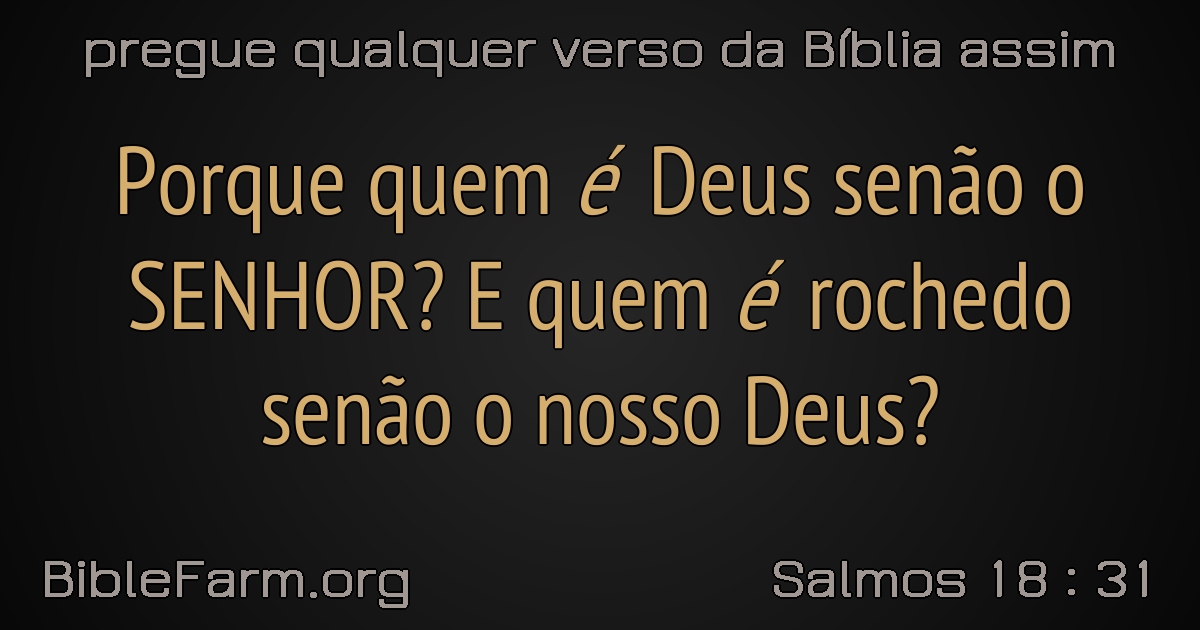 pregue qualquer verso da Bíblia assim
Porque quem é Deus senão o
SENHOR? E quem é rochedo
senão o nosso Deus?
BibleFarm.org
Salmos 18 : 31